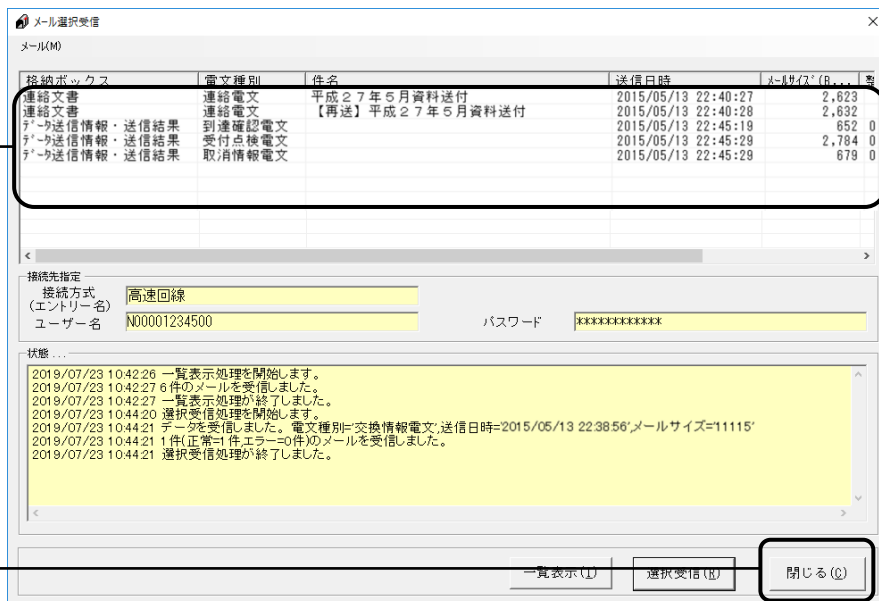 メール選択受信
メール(M)
格納ボックス 電文種別 件名 送信日時 メールサイズ(B...
連絡文書 連絡電文 平成27年5月資料送付 2015/05/13 22:40:27 2,623
連絡文書 連絡電文 【再送】平成27年5月資料送付 2015/05/13 22:40:28 2,632
データ送信情報・送信結果 到達確認電文 2015/05/13 22:45:19 652 0
データ送信情報・送信結果 受付点検電文 2015/05/13 22:45:29 2,784 0
データ送信情報・送信結果 取消情報電文 2015/05/13 22:45:29 679 0
接続先指定
接続方式
(エントリー名) 高速回線
ユーザー名 N00001234500 パスワード ************
状態...
2019/07/23 10:42:26 一覧表示処理を開始します。
2019/07/23 10:42:27 6件のメールを受信しました。
2019/07/23 10:42:27 一覧表示処理が終了しました。
2019/07/23 10:44:20 選択受信処理を開始します。
2019/07/23 10:44:21 データを受信しました。電文種別='交換情報電文',送信日時='2015/05/13 22:38:56',メールサイズ='11115'
2019/07/23 10:44:21 1件(正常=1件,エラー=0件)のメールを受信しました。
2019/07/23 10:44:21 選択受信処理が終了しました。
一覧表示(I) 選択受信(R) 閉じる(C)